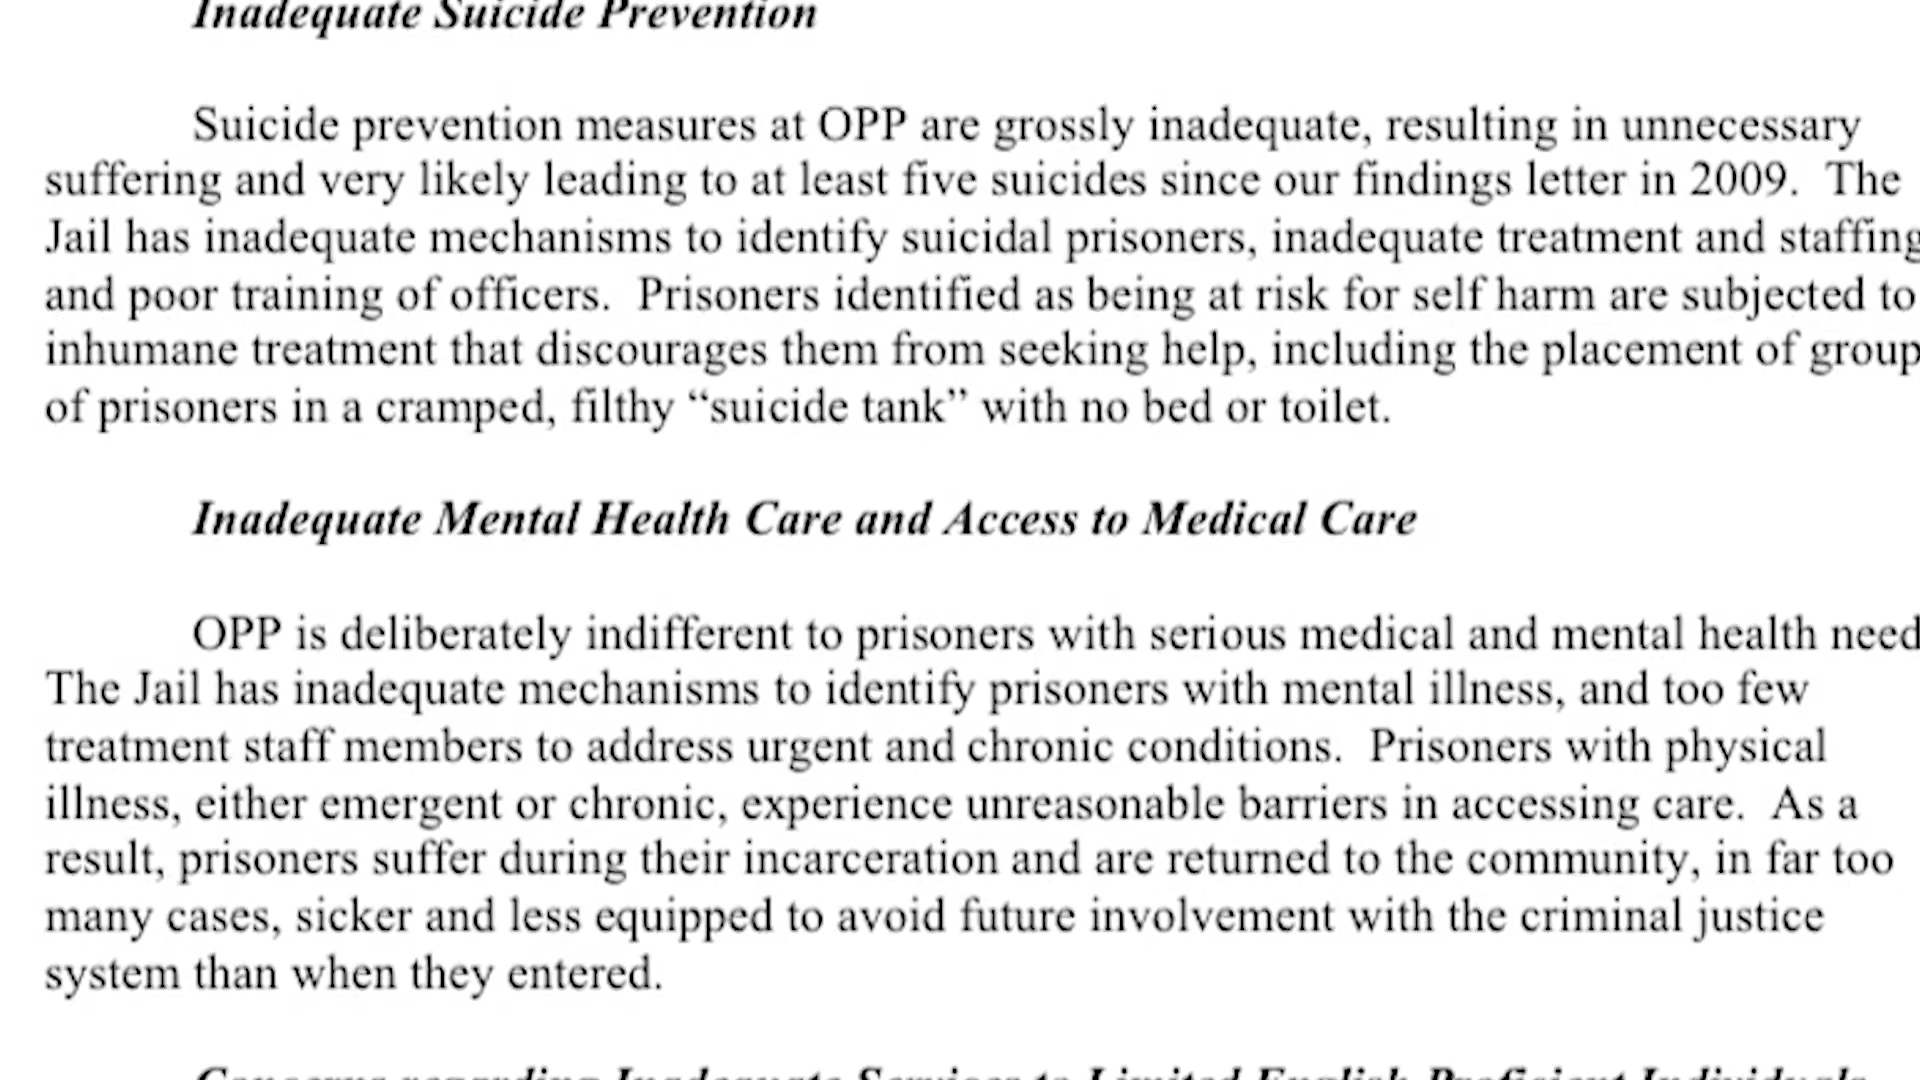 Inadequate Suicide Prevention
Suicide prevention measures at OPP are grossly inadequate, resulting in unnecessary
suffering and very likely leading to at least five suicides since our findings letter in 2009.  The
Jail has inadequate mechanisms to identify suicidal prisoners, inadequate treatment and staffing
and poor training of officers.  Prisoners identified as being at risk for self harm are subjected to
inhumane treatment that discourages them from seeking help, including the placement of group
of prisoners in a cramped, filthy “suicide tank” with no bed or toilet.
Inadequate Mental Health Care and Access to Medical Care
OPP is deliberately indifferent to prisoners with serious medical and mental health need
The Jail has inadequate mechanisms to identify prisoners with mental illness, and too few
treatment staff members to address urgent and chronic conditions.  Prisoners with physical
illness, either emergent or chronic, experience unreasonable barriers in accessing care.  As a
result, prisoners suffer during their incarceration and are returned to the community, in far too
many cases, sicker and less equipped to avoid future involvement with the criminal justice
system than when they entered.
Concerns regarding Inadequate Services to Limited English Proficient Individuals